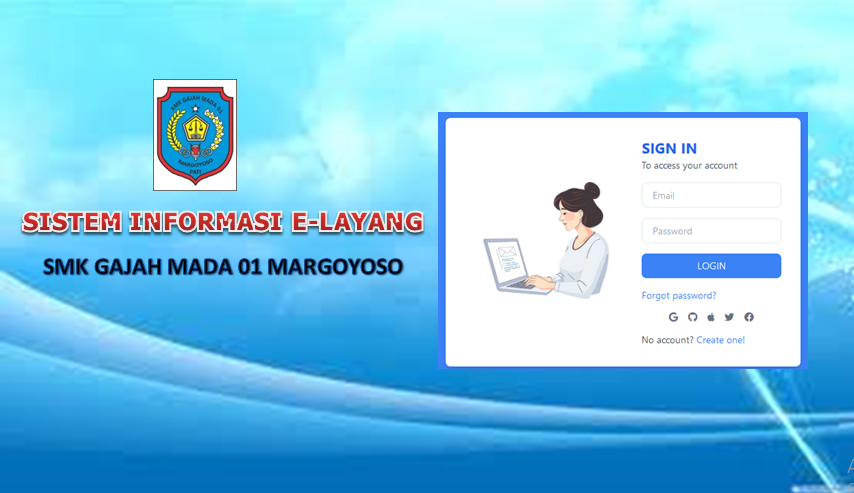 SMK GAJAH MADA 01
MARGOYOSO
PATI
SISTEM INFORMASI E-LAYANG
SMK GAJAH MADA 01 MARGOYOSO
SIGN IN
To access your account
Email
Password
LOGIN
Forgot password?
No account? Create one!